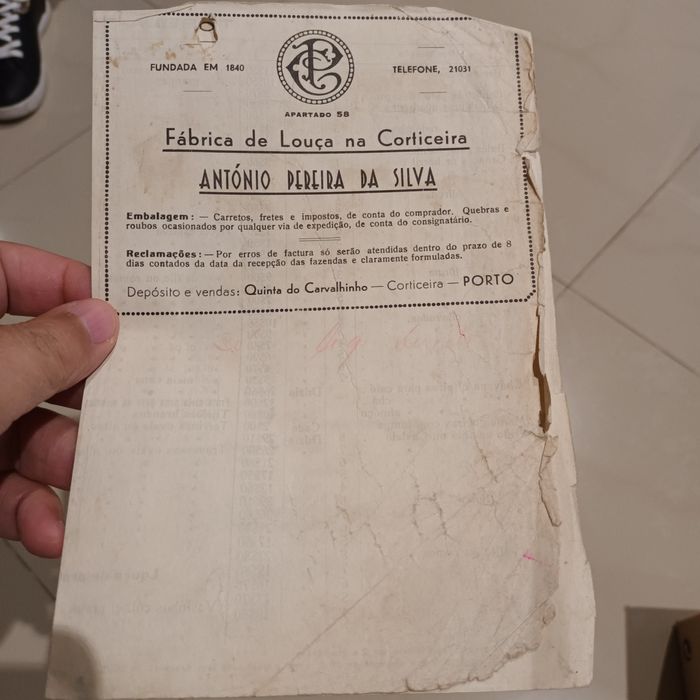 FUNDADA EM 1840
TELEFONE, 21031
APARTADO 58
Fábrica de Louça na Corticeira
ANTÓNIO PEREIRA DA SILVA
Embalagem: — Carretos, fretes e impostos, de conta do comprador. Quebras e
roubos ocasionados por qualquer via de expedição, de conta do consignatário.
Reclamações: — Por erros de factura só serão atendidas dentro do prazo de 8
dias contados da data da recepção das fazendas e claramente formuladas.
Depósito e vendas: Quinta do Carvalhinho — Corticeira — PORTO